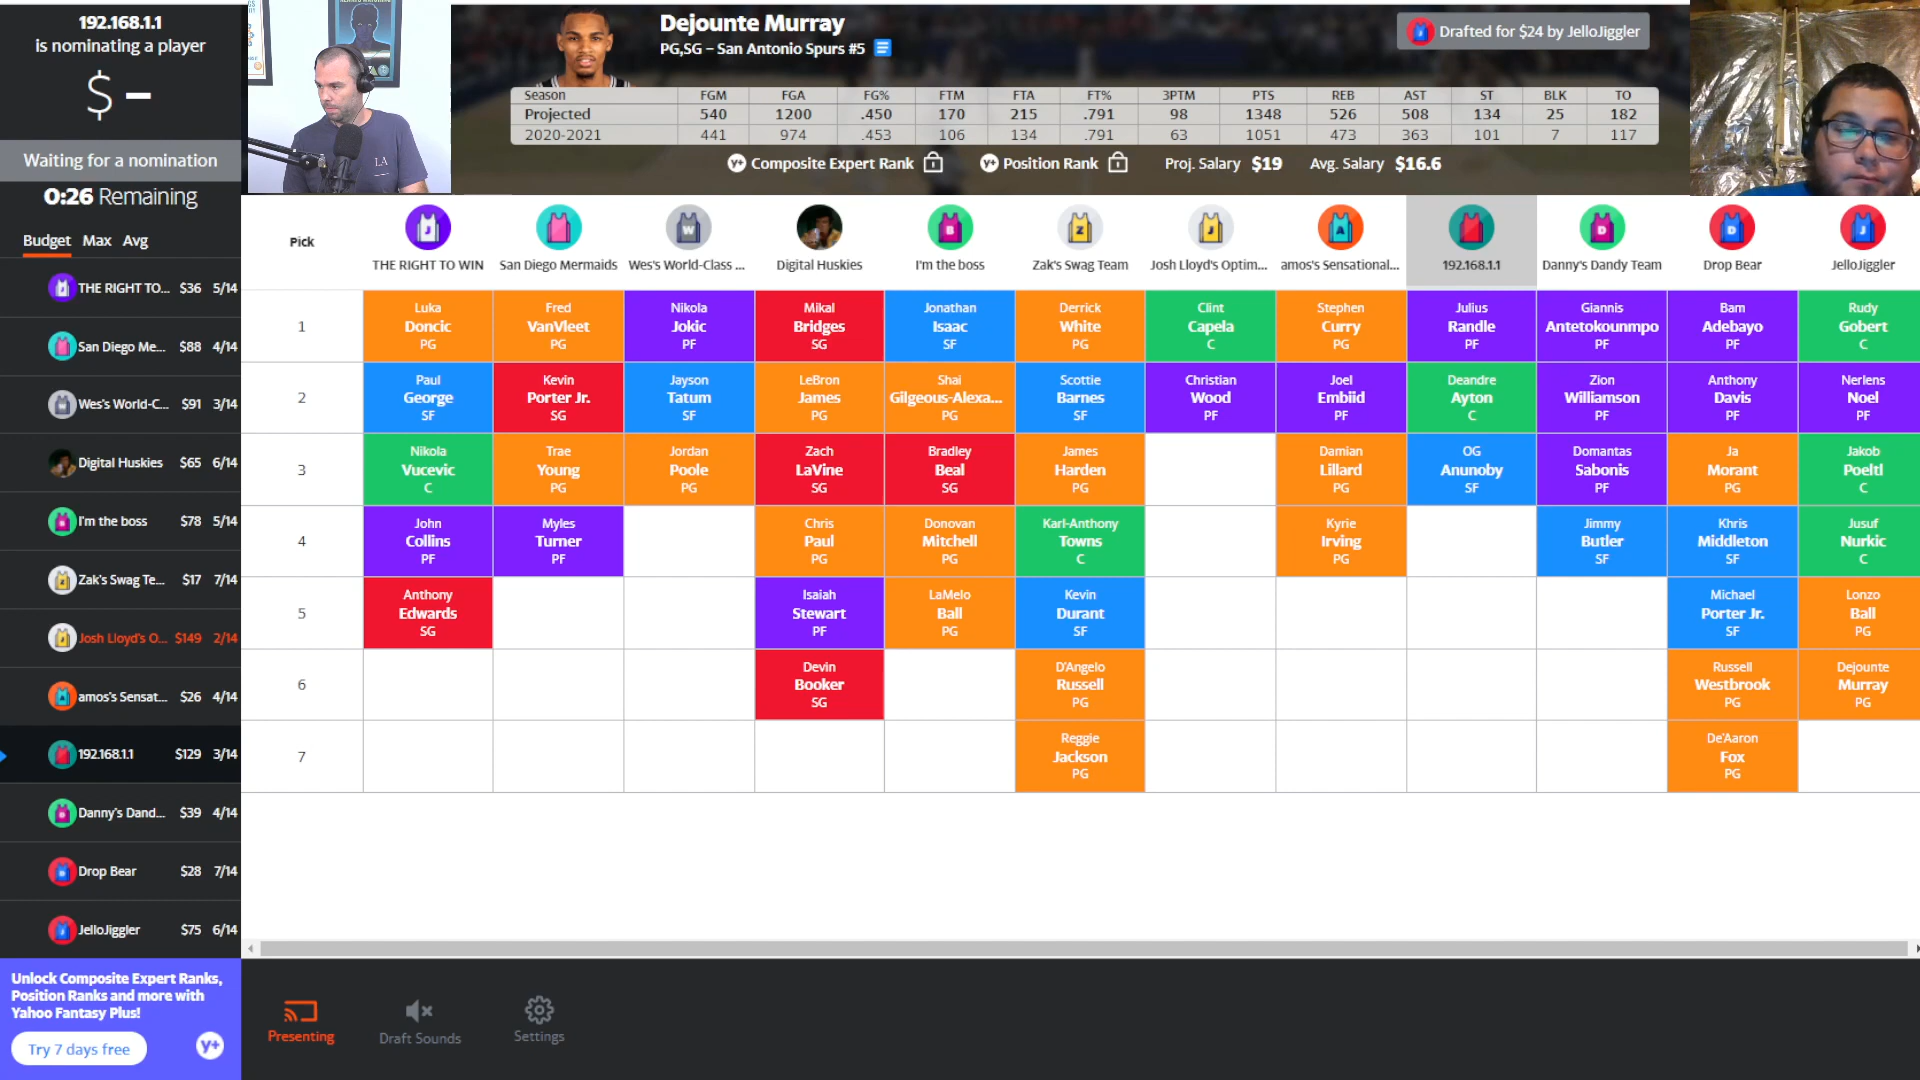 192.168.1.1
is nominating a player
$ –
Waiting for a nomination
0:26 Remaining
Budget Max Avg
THE RIGHT TO... $36 5/14
San Diego Me... $88 4/14
Wes's World-C... $91 3/14
Digital Huskies $65 6/14
I'm the boss $78 5/14
Zak's Swag Te... $17 7/14
Josh Lloyd's O... $149 2/14
amos's Sensat... $26 4/14
192.168.1.1 $129 3/14
Danny's Dand... $39 4/14
Drop Bear $28 7/14
JelloJiggler $75 6/14
Unlock Composite Expert Ranks,
Position Ranks and more with
Yahoo Fantasy Plus!
Try 7 days free y+
LA
Dejounte Murray
PG,SG – San Antonio Spurs #5
Drafted for $24 by JelloJiggler
Season FGM FGA FG% FTM FTA FT% 3PTM PTS REB AST ST BLK TO
Projected 540 1200 .450 170 215 .791 98 1348 526 508 134 25 182
2020-2021 441 974 .453 106 134 .791 63 1051 473 363 101 7 117
y+ Composite Expert Rank y+ Position Rank Proj. Salary $19 Avg. Salary $16.6
J W B Z J A D D J
Pick THE RIGHT TO WIN San Diego Mermaids Wes's World-Class ... Digital Huskies I'm the boss Zak's Swag Team Josh Lloyd's Optim... amos's Sensational... 192.168.1.1 Danny's Dandy Team Drop Bear JelloJiggler
Luka Fred Nikola Mikal Jonathan Derrick Clint Stephen Julius Giannis Bam Rudy
1 Doncic VanVleet Jokic Bridges Isaac White Capela Curry Randle Antetokounmpo Adebayo Gobert
PG PG PF SG SF PG C PG PF PF PF C
Paul Kevin Jayson LeBron Shai Scottie Christian Joel Deandre Zion Anthony Nerlens
2 George Porter Jr. Tatum James Gilgeous-Alexa... Barnes Wood Embiid Ayton Williamson Davis Noel
SF SG SF PG PG SF PF PF C PF PF PF
Nikola Trae Jordan Zach Bradley James Damian OG Domantas Ja Jakob
3 Vucevic Young Poole LaVine Beal Harden Lillard Anunoby Sabonis Morant Poeltl
C PG PG SG SG PG PG SF PF PG C
John Myles Chris Donovan Karl-Anthony Kyrie Jimmy Khris Jusuf
4 Collins Turner Paul Mitchell Towns Irving Butler Middleton Nurkic
PF PF PG PG C PG SF SF C
Anthony Isaiah LaMelo Kevin Michael Lonzo
5 Edwards Stewart Ball Durant Porter Jr. Ball
SG PF PG SF SF PG
Devin D'Angelo Russell Dejounte
6 Booker Russell Westbrook Murray
SG PG PG PG
Reggie De'Aaron
7 Jackson Fox
PG PG
Presenting Draft Sounds Settings